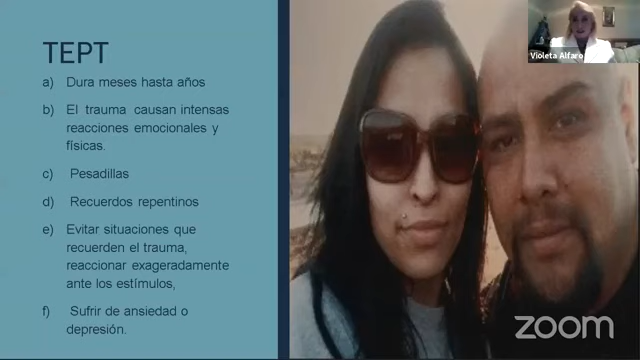 TEPT
a) Dura meses hasta años
b) El trauma causan intensas
reacciones emocionales y
físicas.
c) Pesadillas
d) Recuerdos repentinos
e) Evitar situaciones que
recuerden el trauma,
reaccionar exageradamente
ante los estímulos,
f) Sufrir de ansiedad o
depresión.
Violeta Alfaro
zoom